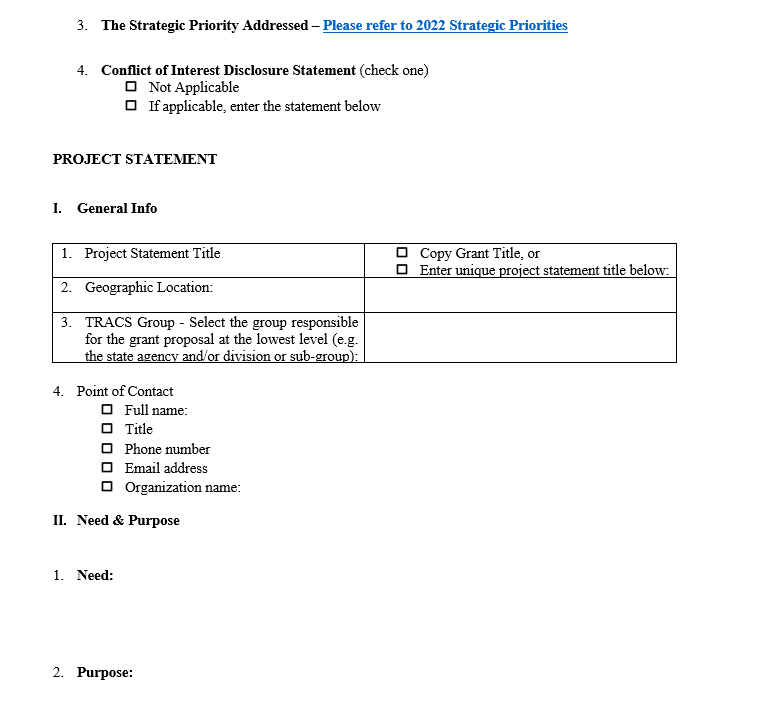 3. The Strategic Priority Addressed – Please refer to 2022 Strategic Priorities
4. Conflict of Interest Disclosure Statement (check one)
☐ Not Applicable
☐ If applicable, enter the statement below
PROJECT STATEMENT
I. General Info
1. Project Statement Title
☐ Copy Grant Title, or
☐ Enter unique project statement title below:
2. Geographic Location:
3. TRACS Group - Select the group responsible
for the grant proposal at the lowest level (e.g.
the state agency and/or division or sub-group):
4. Point of Contact
☐ Full name:
☐ Title
☐ Phone number
☐ Email address
☐ Organization name:
II. Need & Purpose
1. Need:
2. Purpose: